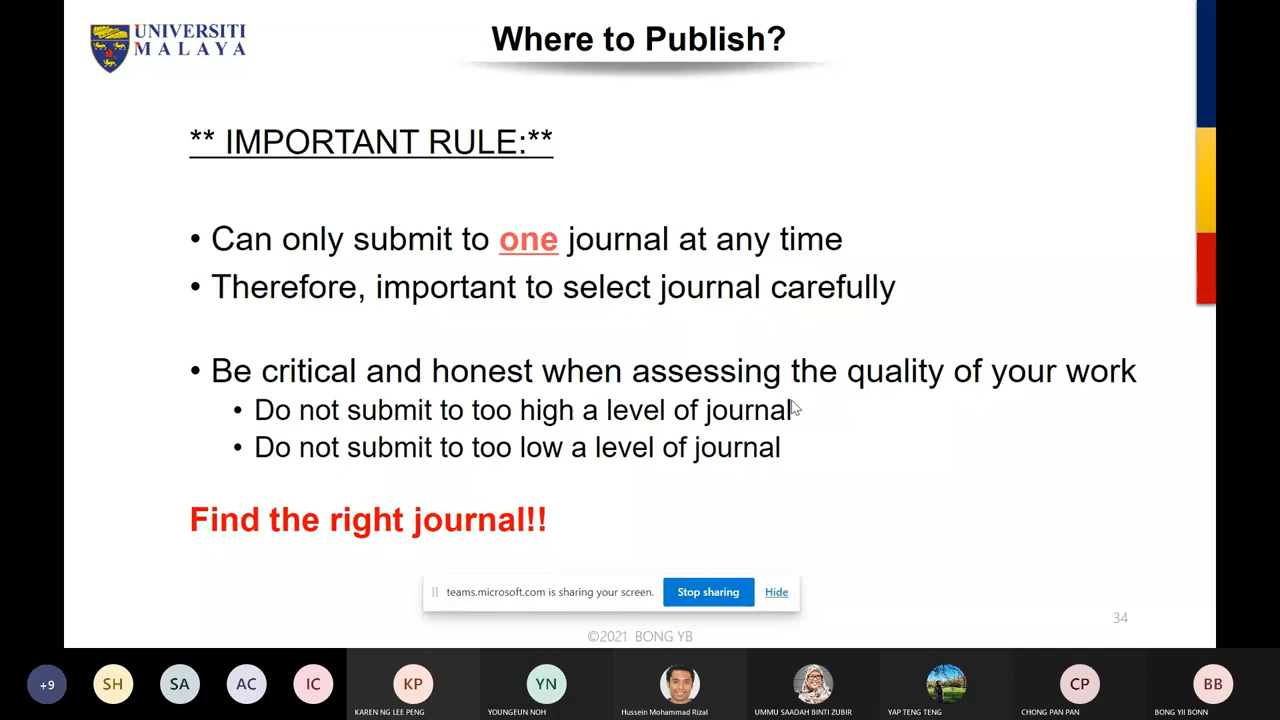 UNIVERSITI
MALAYA
Where to Publish?
** IMPORTANT RULE:**
• Can only submit to one journal at any time
• Therefore, important to select journal carefully
• Be critical and honest when assessing the quality of your work
• Do not submit to too high a level of journal
• Do not submit to too low a level of journal
Find the right journal!!
teams.microsoft.com is sharing your screen. Stop sharing Hide
34
©2021 BONG YB
+9 SH SA AC IC KP YN CP BB
KAREN NG LEE PENG YOUNGEUN NOH Hussein Mohammad Rizal UMMU SAADAH BINTI ZUBIR YAP TENG TENG CHONG PAN PAN BONG YII BONN